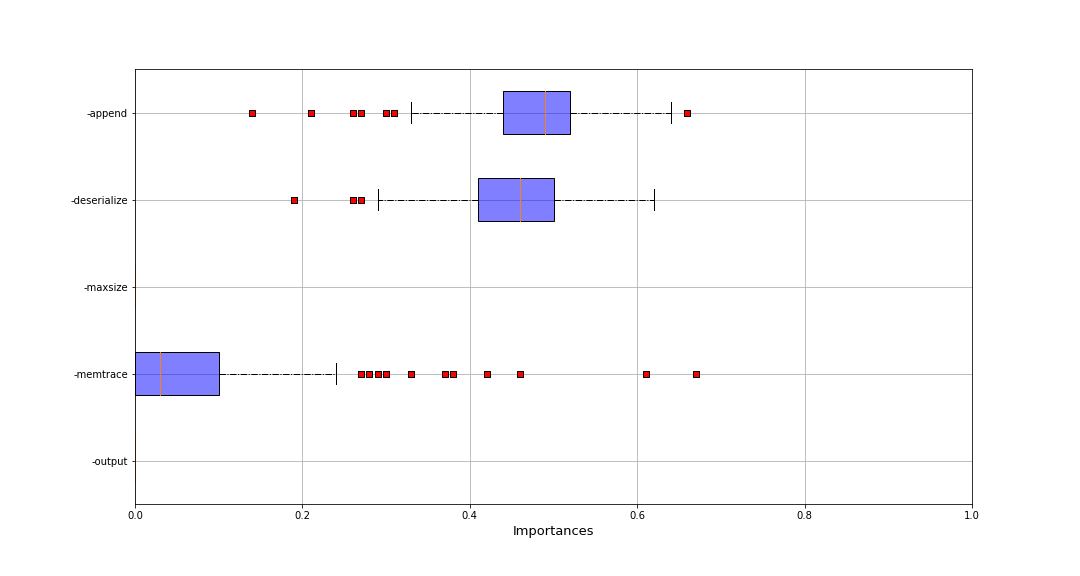 -append
-deserialize
-maxsize
-memtrace
-output
0.0 0.2 0.4 0.6 0.8 1.0
Importances